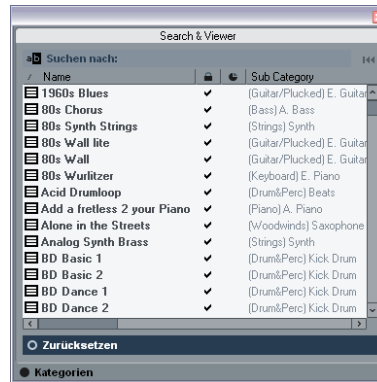 Search & Viewer
ab Suchen nach:
Name Sub Category
1960s Blues (Guitar/Plucked) E. Guitar
80s Chorus (Bass) A. Bass
80s Synth Strings (Strings) Synth
80s Wall lite (Guitar/Plucked) E. Guitar
80s Wall (Guitar/Plucked) E. Guitar
80s Wurlitzer (Keyboard) E. Piano
Acid Drumloop (Drum&Perc) Beats
Add a fretless 2 your Piano (Piano) A. Piano
Alone in the Streets (Woodwinds) Saxophone
Analog Synth Brass (Strings) Synth
BD Basic 1 (Drum&Perc) Kick Drum
BD Basic 2 (Drum&Perc) Kick Drum
BD Dance 1 (Drum&Perc) Kick Drum
BD Dance 2 (Drum&Perc) Kick Drum
Zurücksetzen
Kategorien